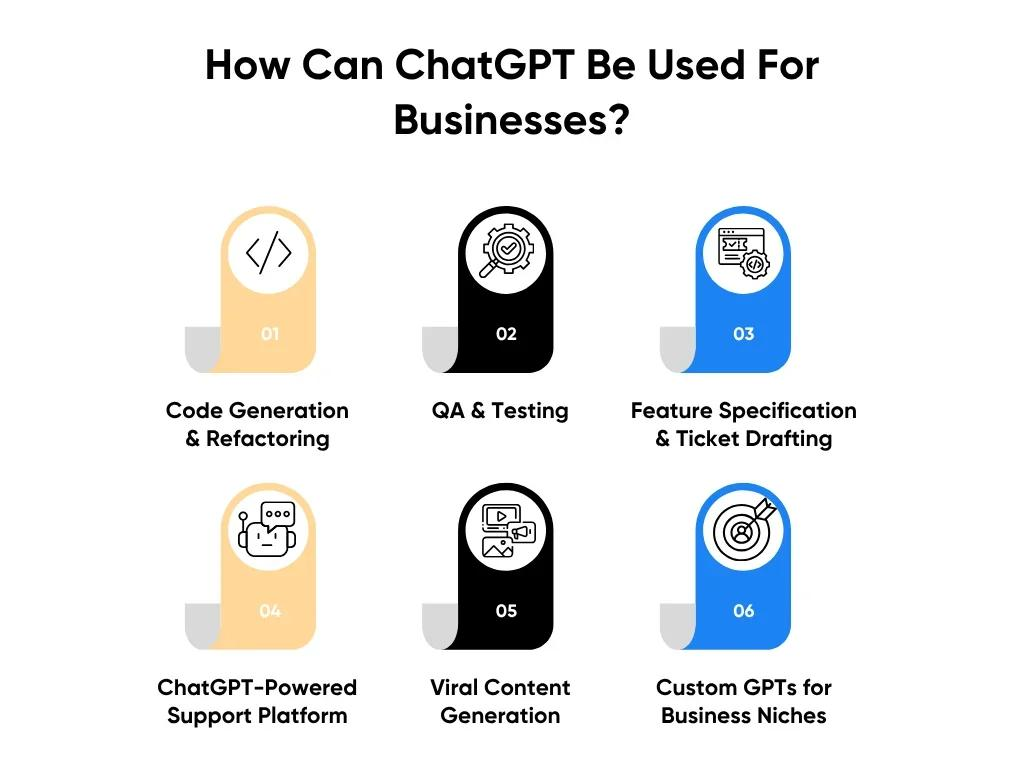 How Can ChatGPT Be Used For
Businesses?
01
02
03
Code Generation
& Refactoring
QA & Testing
Feature Specification
& Ticket Drafting
04
05
06
ChatGPT-Powered
Support Platform
Viral Content
Generation
Custom GPTs for
Business Niches